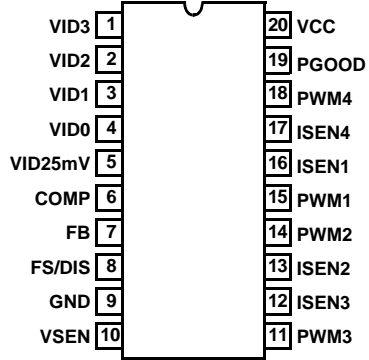 VID3 1 20 VCC
VID2 2 19 PGOOD
VID1 3 18 PWM4
VID0 4 17 ISEN4
VID25mV 5 16 ISEN1
COMP 6 15 PWM1
FB 7 14 PWM2
FS/DIS 8 13 ISEN2
GND 9 12 ISEN3
VSEN 10 11 PWM3